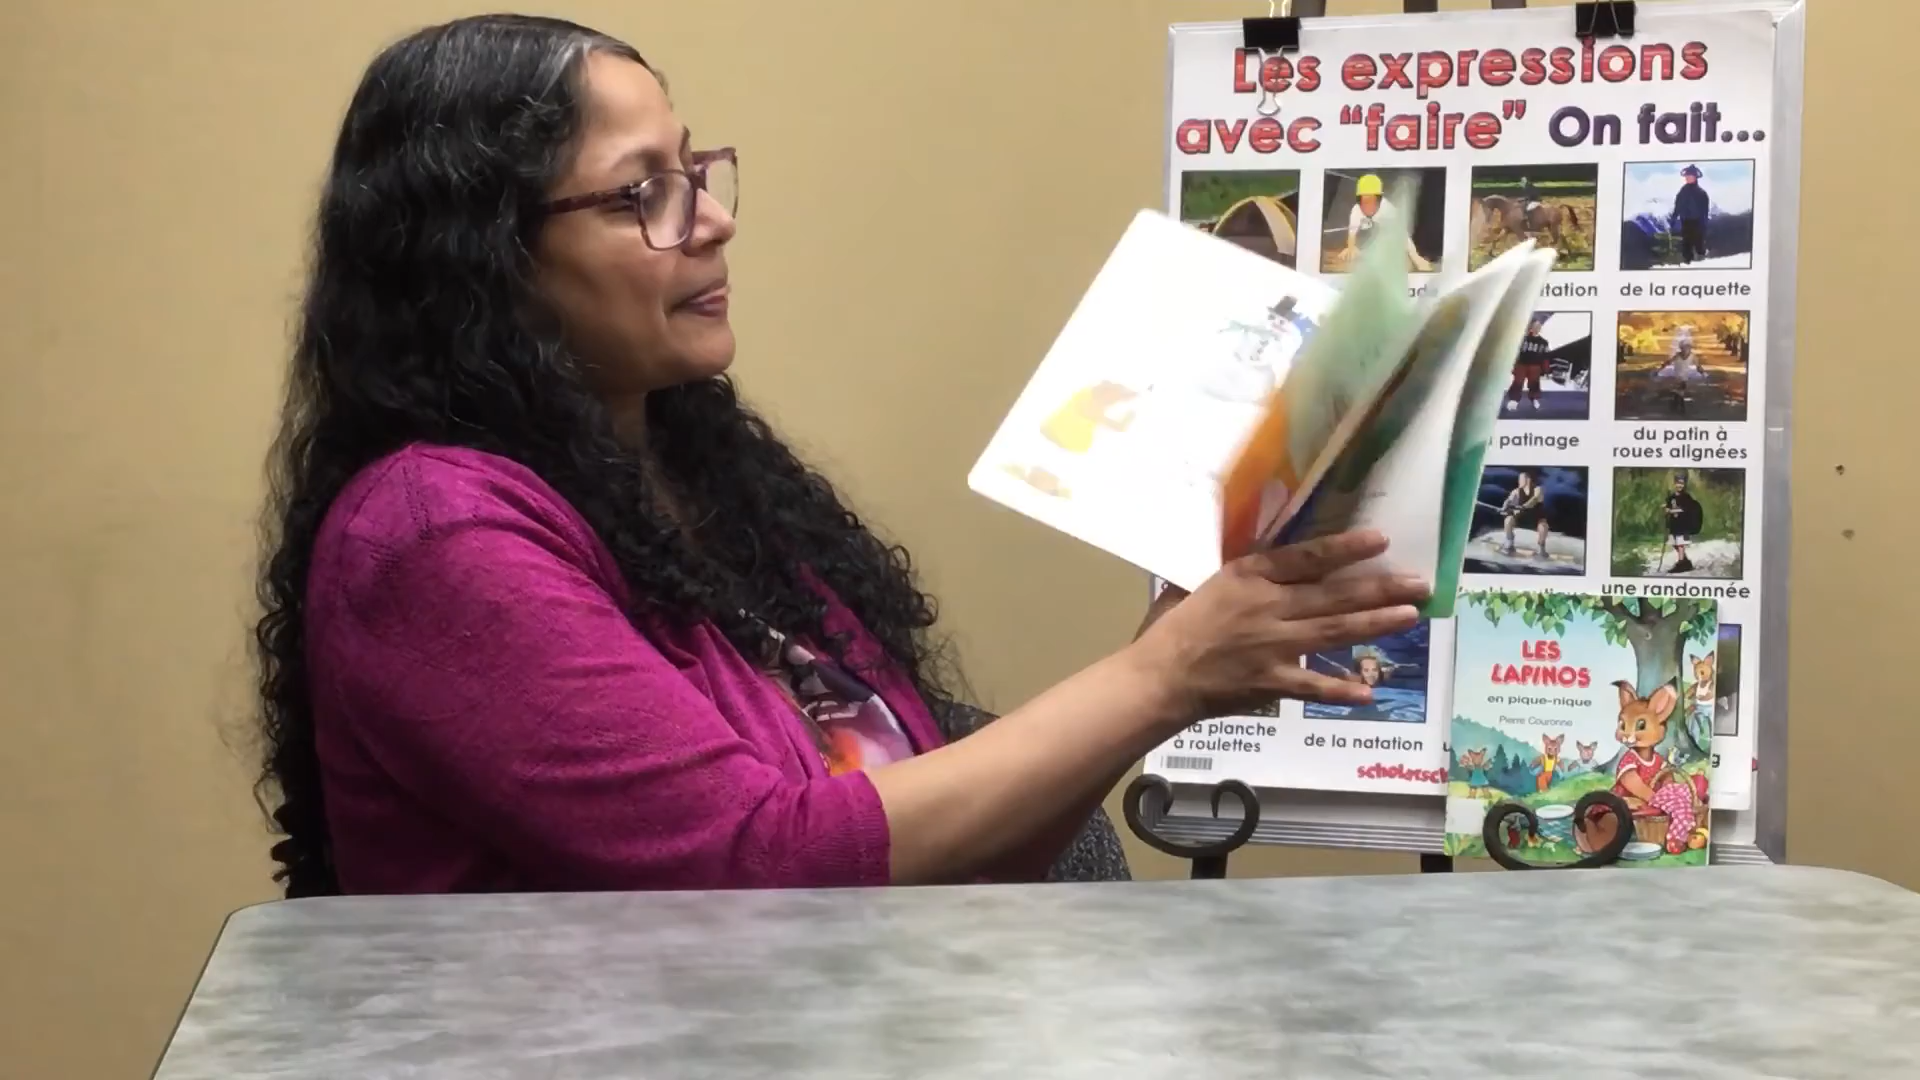 Les expressions
avec "faire" On fait...
de la raquette
patinage
du patin à
roues alignées
une randonnée
la planche
à roulettes
de la natation
LES
LAPINOS
en pique-nique
Pierre Couronne